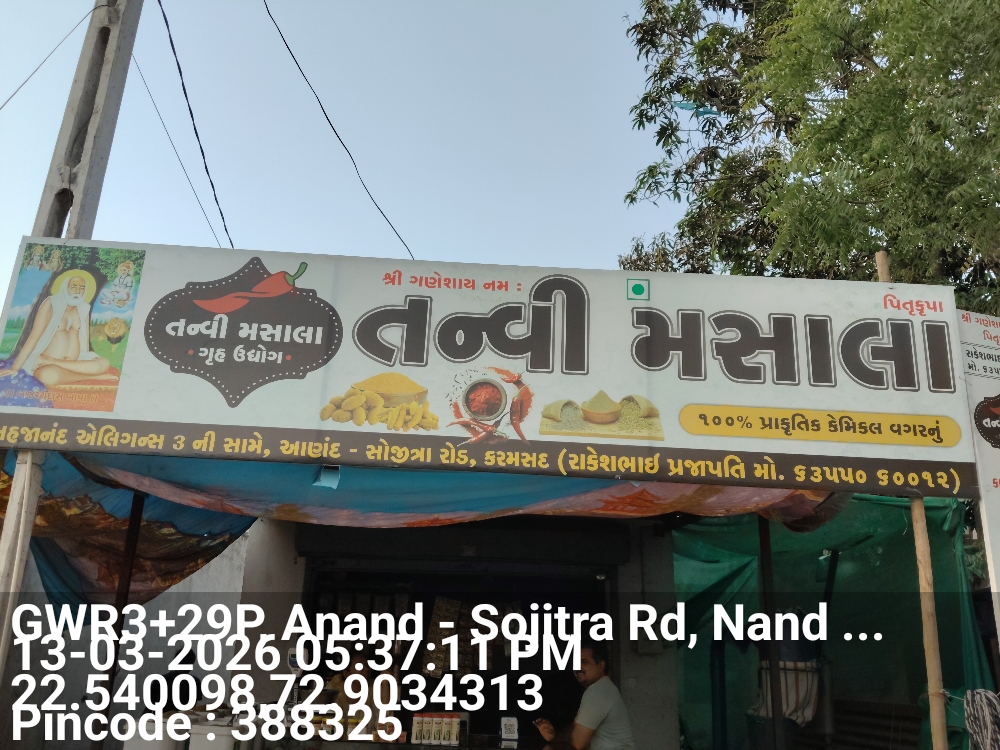 શ્રી ગણેશાય નમ :
પિતૃકૃપા
તન્વી મસાલા
ગૃહ ઉદ્યોગ
તન્વી મસાલા
૧૦૦% પ્રાકૃતિક કેમિકલ વગરનું
સહજાનંદ એલિગન્સ 3 ની સામે, આણંદ - સોજીત્રા રોડ, કરમસદ (રાકેશભાઇ પ્રજાપતિ મો. ૬૩૫૫૦ ૬૦૦૧૨)
GWR3+29P, Anand - Sojitra Rd, Nand ...
13-03-2026 05:37:11 PM
22.540098,72.9034313
Pincode : 388325